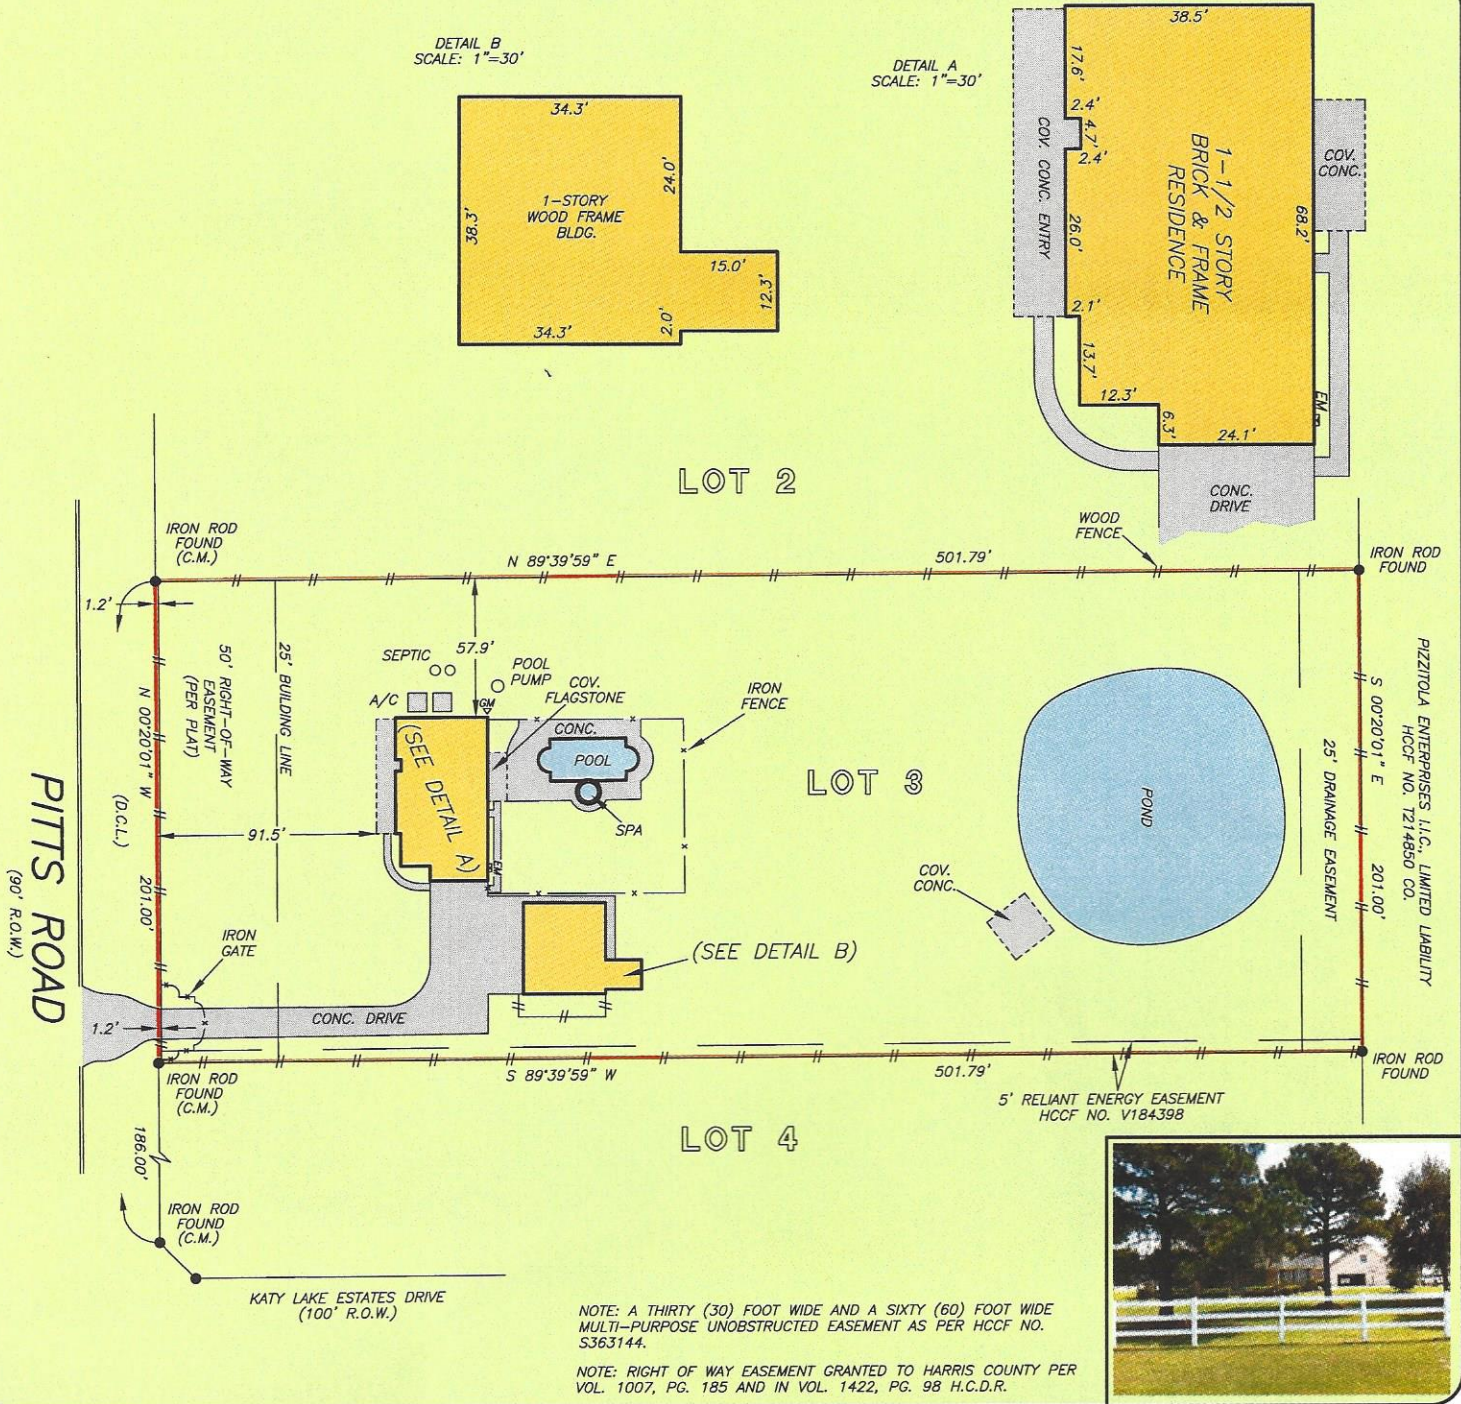 DETAIL B
SCALE: 1"=30'
34.3'
24.0'
38.3'
1-STORY
WOOD FRAME
BLDG.
15.0'
12.3'
2.0'
34.3'
DETAIL A
SCALE: 1"=30'
38.5'
17.6'
2.4'
4.7'
2.4'
COV. CONC. ENTRY
1-1/2 STORY
BRICK & FRAME
RESIDENCE
COV.
CONC.
68.2'
26.0'
2.1'
13.7'
12.3'
6.3'
24.1'
EM
CONC.
DRIVE
LOT 2
WOOD
FENCE
IRON ROD
FOUND
(C.M.)
N 89°39'59" E
501.79'
IRON ROD
FOUND
1.2'
50' RIGHT-OF-WAY
EASEMENT
(PER PLAT)
25' BUILDING LINE
N 00°20'01" W
201.00'
(D.C.L.)
57.9'
SEPTIC
POOL
PUMP
A/C
GM
COV.
FLAGSTONE
IRON
FENCE
CONC.
POOL
SPA
(SEE DETAIL A)
EM
91.5'
LOT 3
POND
COV.
CONC.
25' DRAINAGE EASEMENT
S 00°20'01" E
201.00'
PIZZITOLA ENTERPRISES I.I.C., LIMITED LIABILITY
HCCF NO. T214850 CO.
PITTS ROAD
(90' R.O.W.)
IRON
GATE
(SEE DETAIL B)
CONC. DRIVE
1.2'
IRON ROD
FOUND
(C.M.)
S 89°39'59" W
501.79'
IRON ROD
FOUND
5' RELIANT ENERGY EASEMENT
HCCF NO. V184398
LOT 4
186.00'
IRON ROD
FOUND
(C.M.)
KATY LAKE ESTATES DRIVE
(100' R.O.W.)
NOTE: A THIRTY (30) FOOT WIDE AND A SIXTY (60) FOOT WIDE
MULTI-PURPOSE UNOBSTRUCTED EASEMENT AS PER HCCF NO.
S363144.
NOTE: RIGHT OF WAY EASEMENT GRANTED TO HARRIS COUNTY PER
VOL. 1007, PG. 185 AND IN VOL. 1422, PG. 98 H.C.D.R.